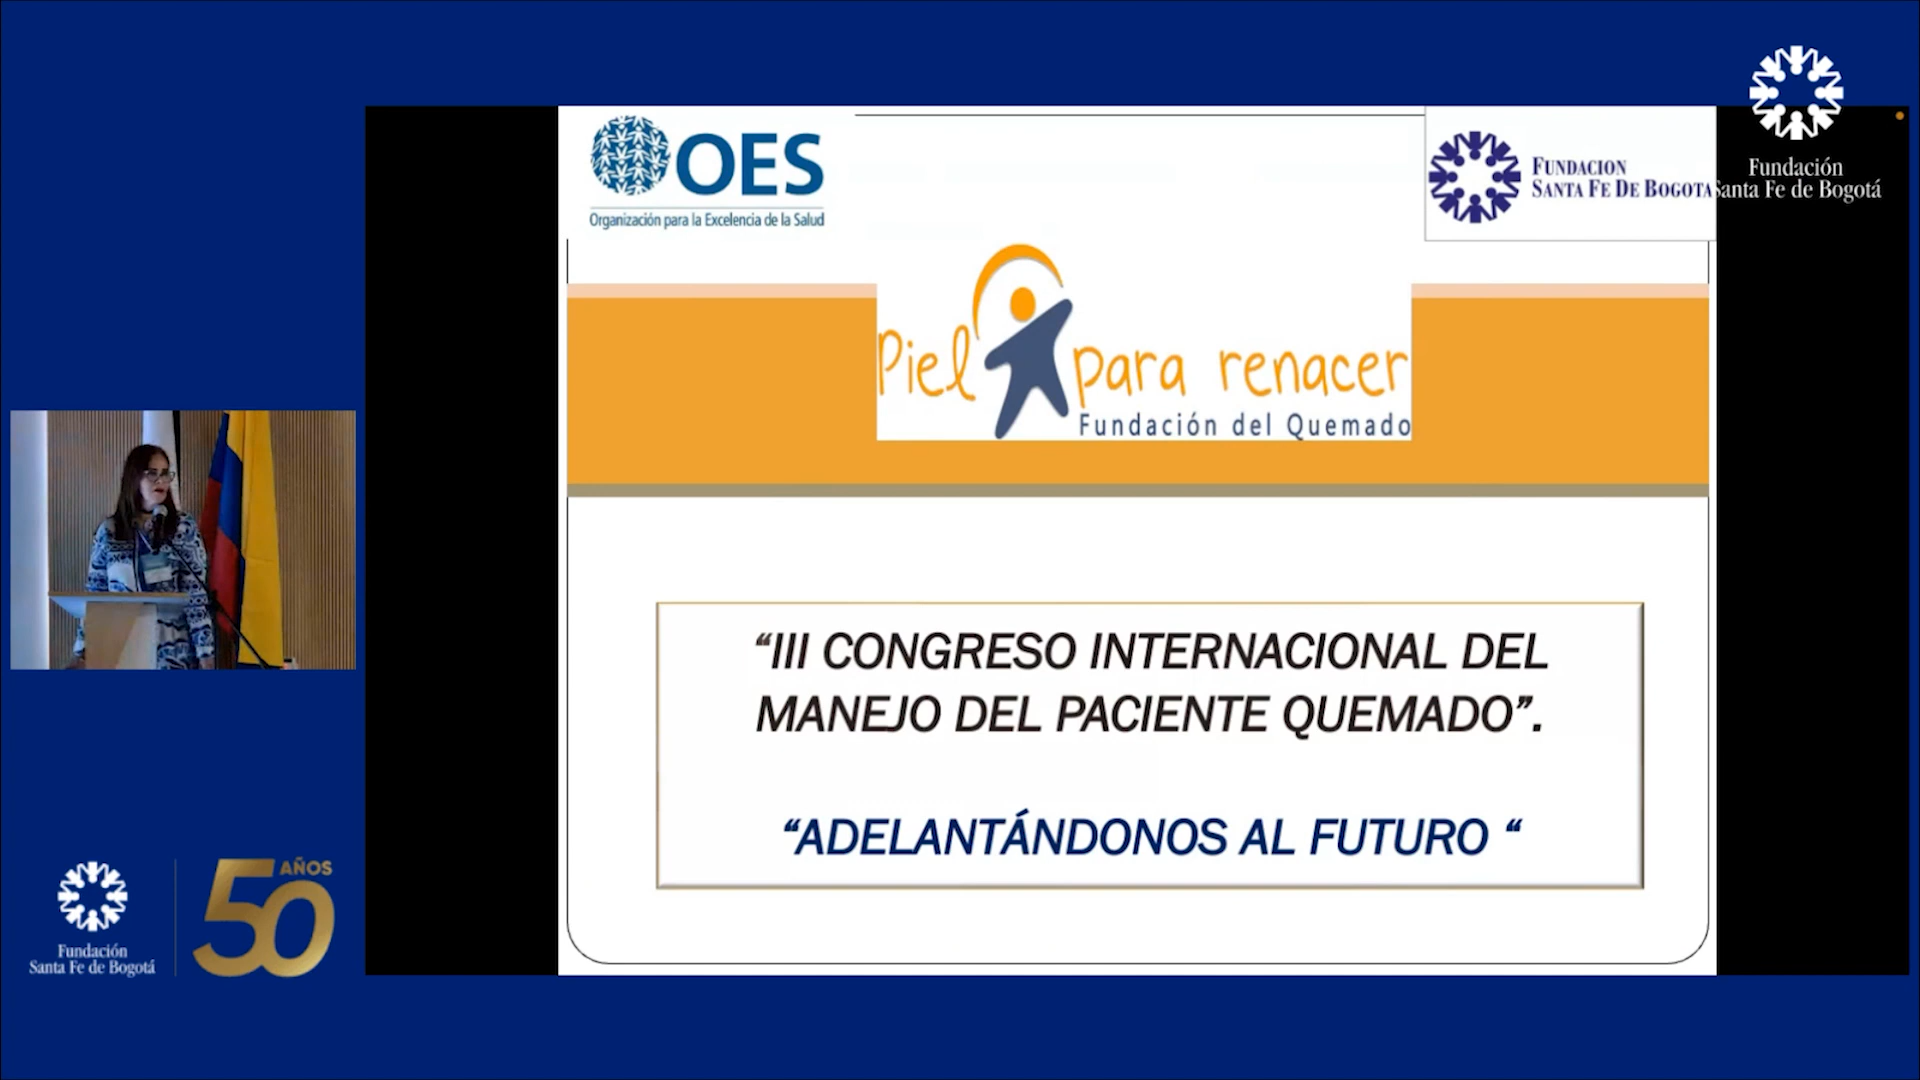 OES
Organización para la Excelencia de la Salud
FUNDACION
SANTA FE DE BOGOTA
Fundación
Santa Fe de Bogotá
Piel para renacer
Fundación del Quemado
“III CONGRESO INTERNACIONAL DEL
MANEJO DEL PACIENTE QUEMADO”.
“ADELANTÁNDONOS AL FUTURO “
Fundación
Santa Fe de Bogotá
50 AÑOS